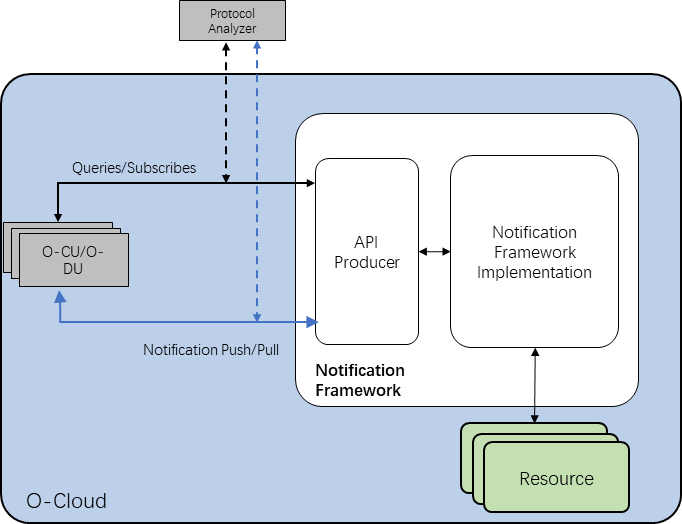 Protocol
Analyzer
Queries/Subscribes
O-CU/O-
DU
API
Producer
Notification
Framework
Implementation
Notification Push/Pull
Notification
Framework
Resource
O-Cloud